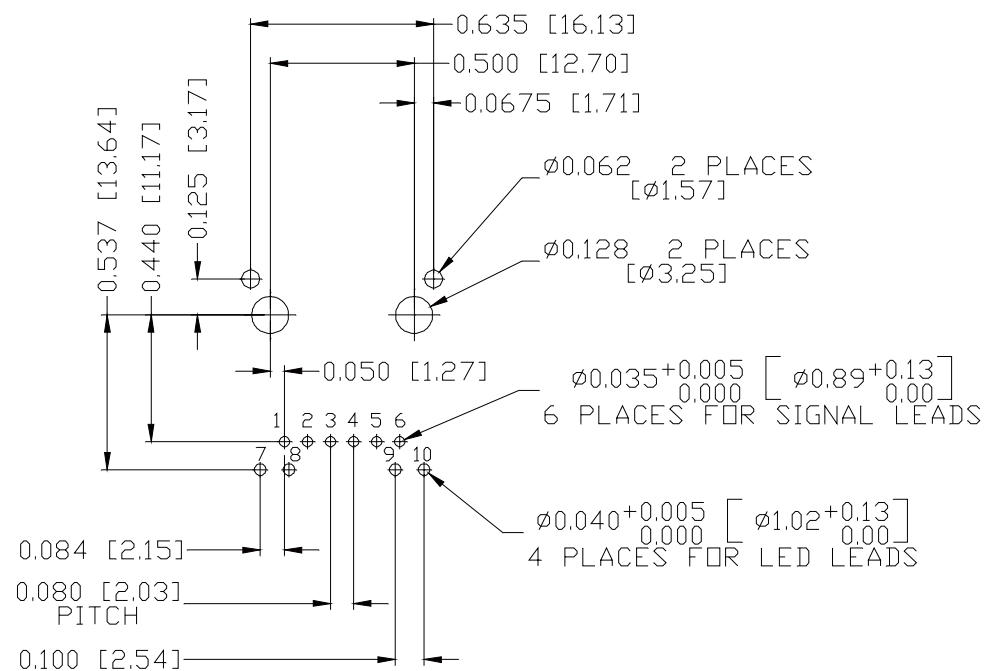 0.635 [16.13]
0.500 [12.70]
0.0675 [1.71]
0.537 [13.64]
0.440 [11.17]
0.125 [3.17]
Ø0.062 2 PLACES
[Ø1.57]
Ø0.128 2 PLACES
[Ø3.25]
0.050 [1.27]
Ø0.035+0.005 [Ø0.89+0.13]
0.000 0.00
6 PLACES FOR SIGNAL LEADS
1 2 3 4 5 6
7 8 9 10
Ø0.040+0.005 [Ø1.02+0.13]
0.000 0.00
4 PLACES FOR LED LEADS
0.084 [2.15]
0.080 [2.03]
PITCH
0.100 [2.54]